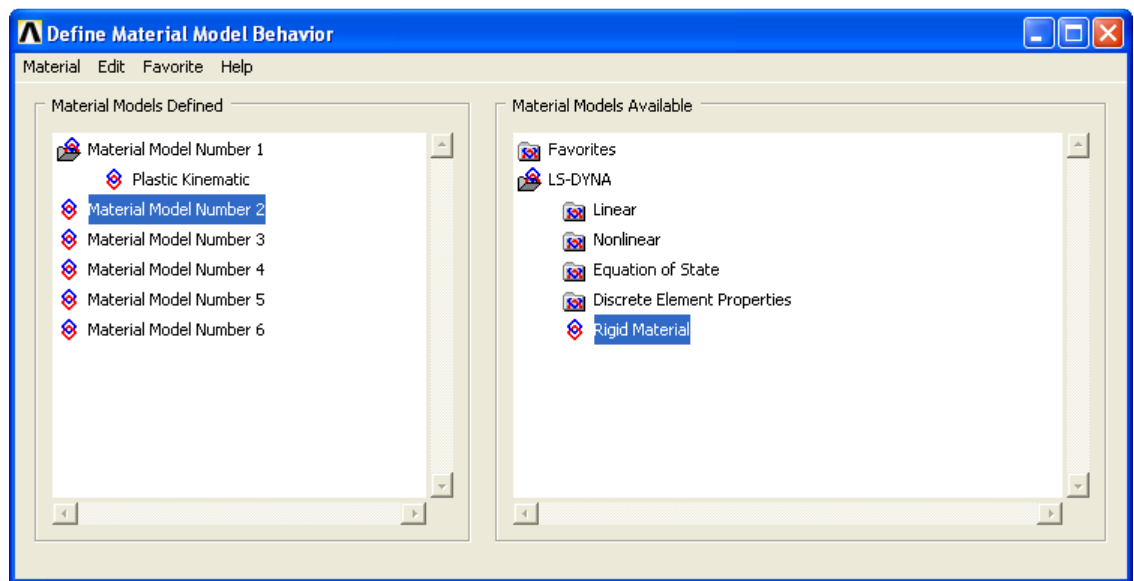 Define Material Model Behavior
Material Edit Favorite Help
Material Models Defined
Material Model Number 1
Plastic Kinematic
Material Model Number 2
Material Model Number 3
Material Model Number 4
Material Model Number 5
Material Model Number 6
Material Models Available
Favorites
LS-DYNA
Linear
Nonlinear
Equation of State
Discrete Element Properties
Rigid Material